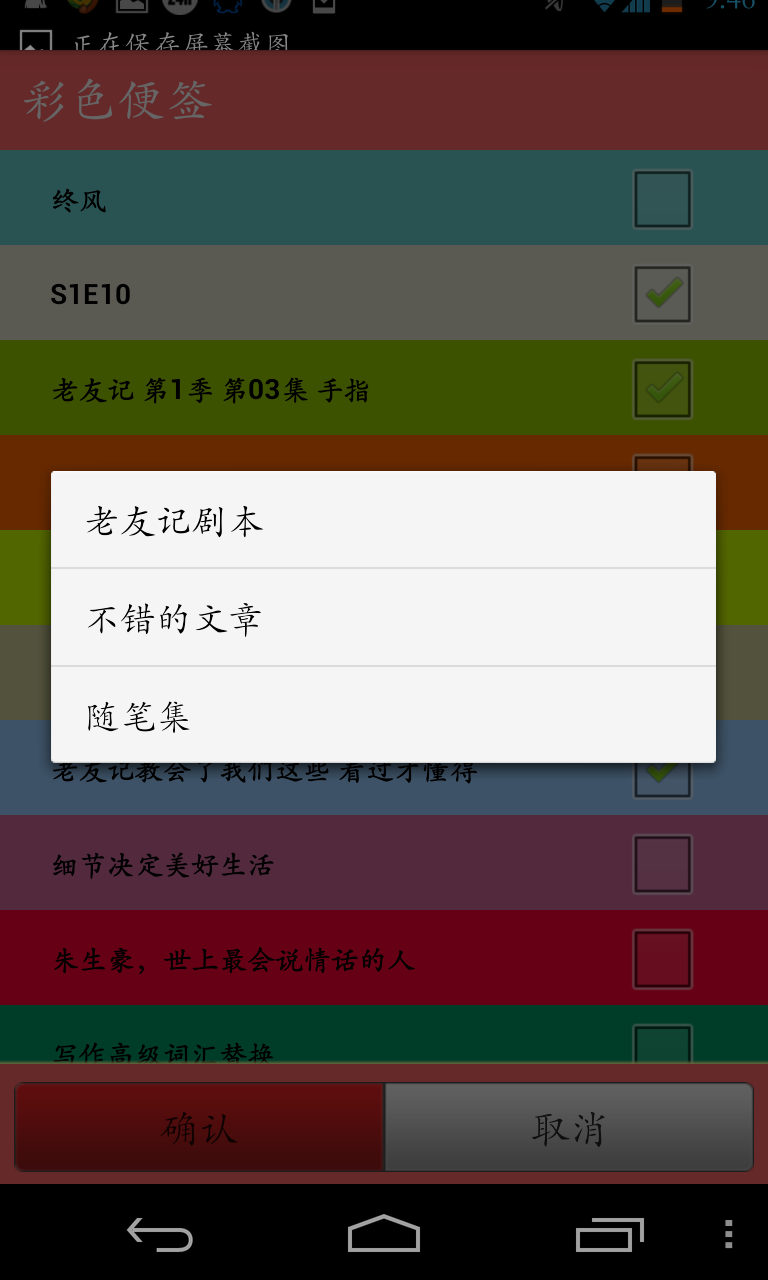 9:46
正在保存屏幕截图
彩色便签
终风
S1E10
老友记 第1季 第03集 手指
老友记剧本
不错的文章
随笔集
老友记教会了我们这些 看过才懂得
细节决定美好生活
朱生豪，世上最会说情话的人
写作高级词汇替换
确认
取消